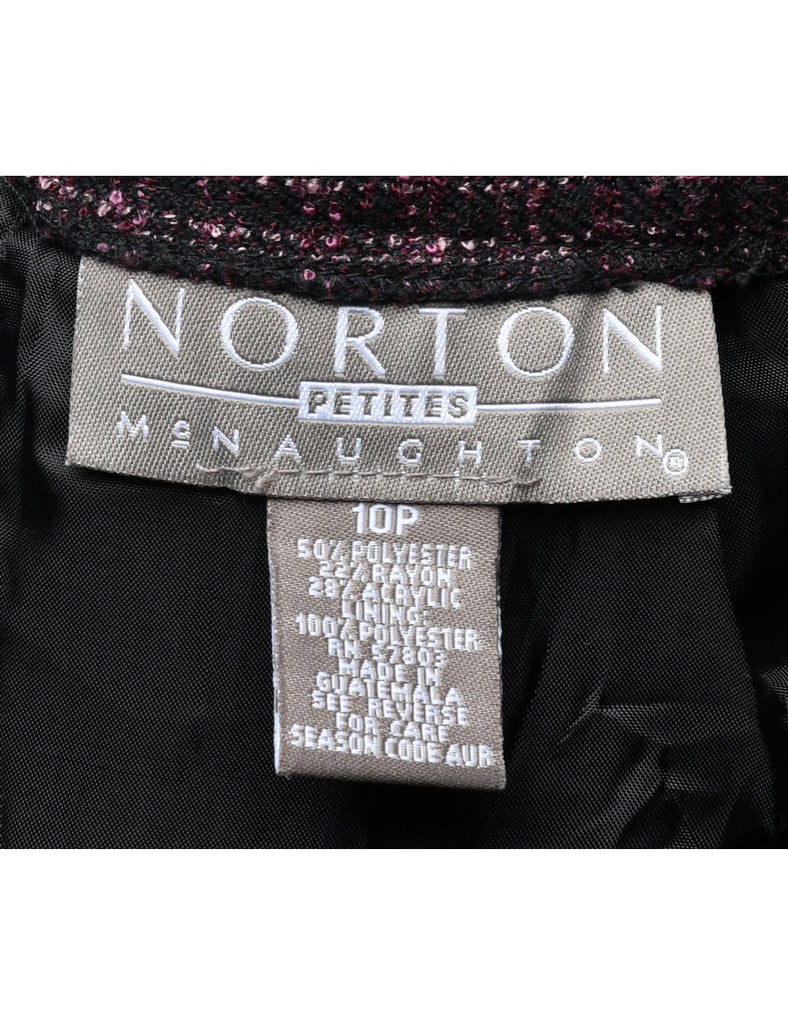 NORTON
PETITES
McNAUGHTON®
10P
50% POLYESTER
22% RAYON
28% ACRYLIC
LINING:
100% POLYESTER
RN 37803
MADE IN
GUATEMALA
SEE REVERSE
FOR CARE
SEASON CODE AUR